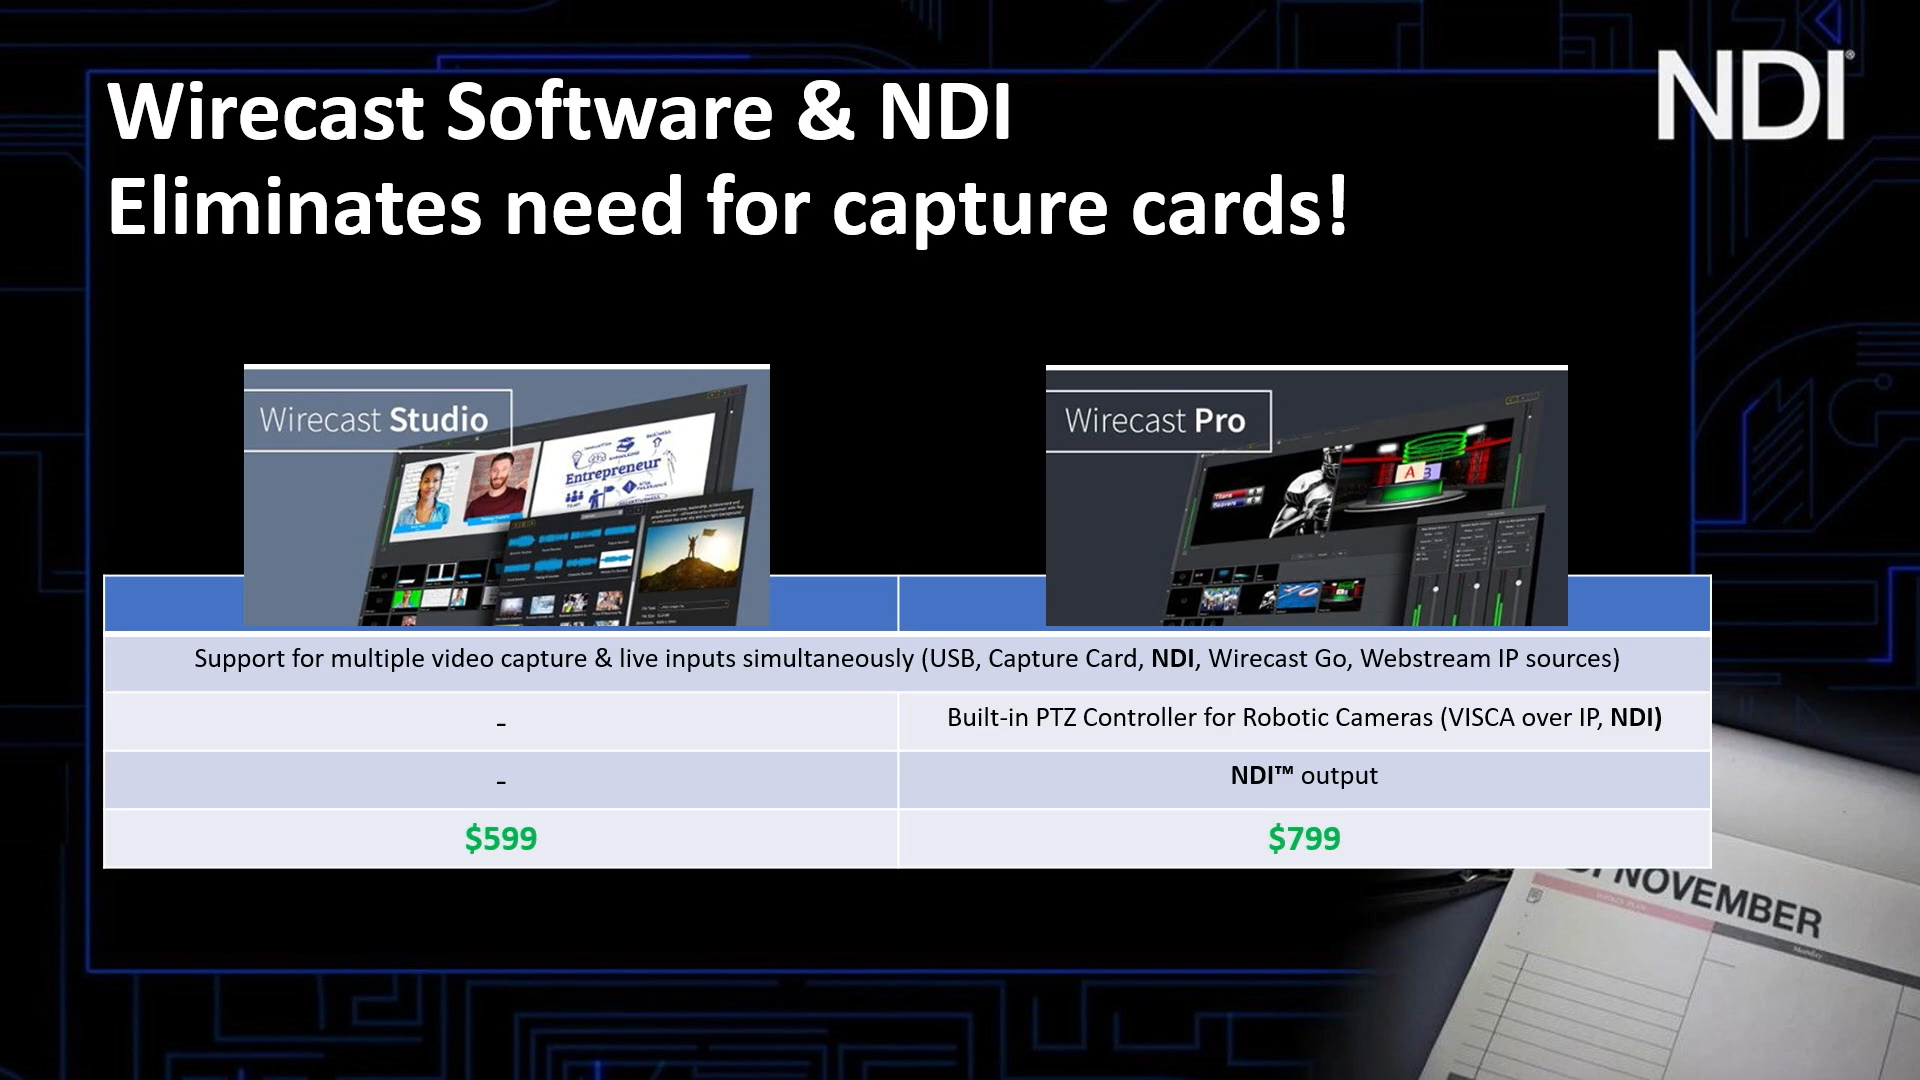 Wirecast Software & NDI
Eliminates need for capture cards!
NDI®
Wirecast Studio
Entrepreneur
Wirecast Pro
A B
Support for multiple video capture & live inputs simultaneously (USB, Capture Card, NDI, Wirecast Go, Webstream IP sources)
- Built-in PTZ Controller for Robotic Cameras (VISCA over IP, NDI)
- NDI™ output
$599 $799
NOVEMBER
Monday